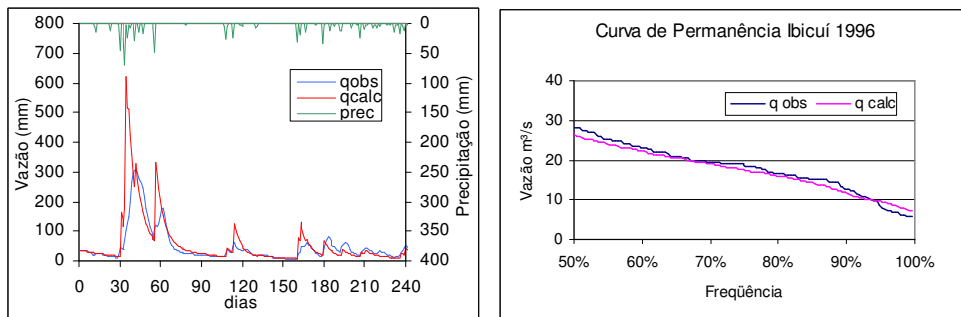 800
700
600
500
400
300
200
100
0
Vazão (mm)
0
50
100
150
200
250
300
350
400
Precipitação (mm)
qobs
qcalc
prec
0 30 60 90 120 150 180 210 240
dias
Curva de Permanência Ibicuí 1996
40
30
20
10
0
Vazão m³/s
q obs q calc
50% 60% 70% 80% 90% 100%
Freqüência